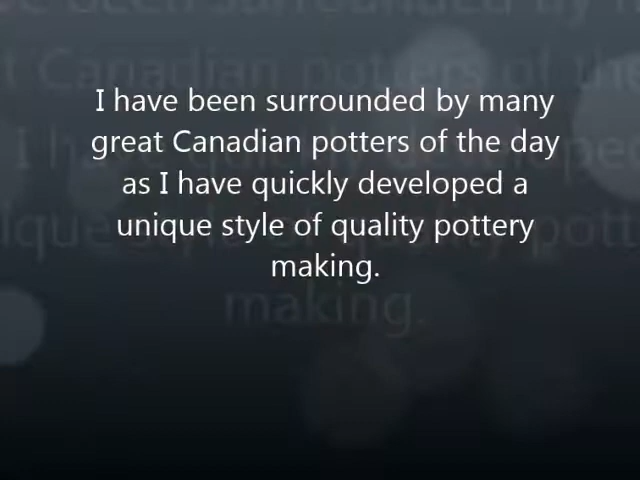 I have been surrounded by many
great Canadian potters of the day
as I have quickly developed a
unique style of quality pottery
making.